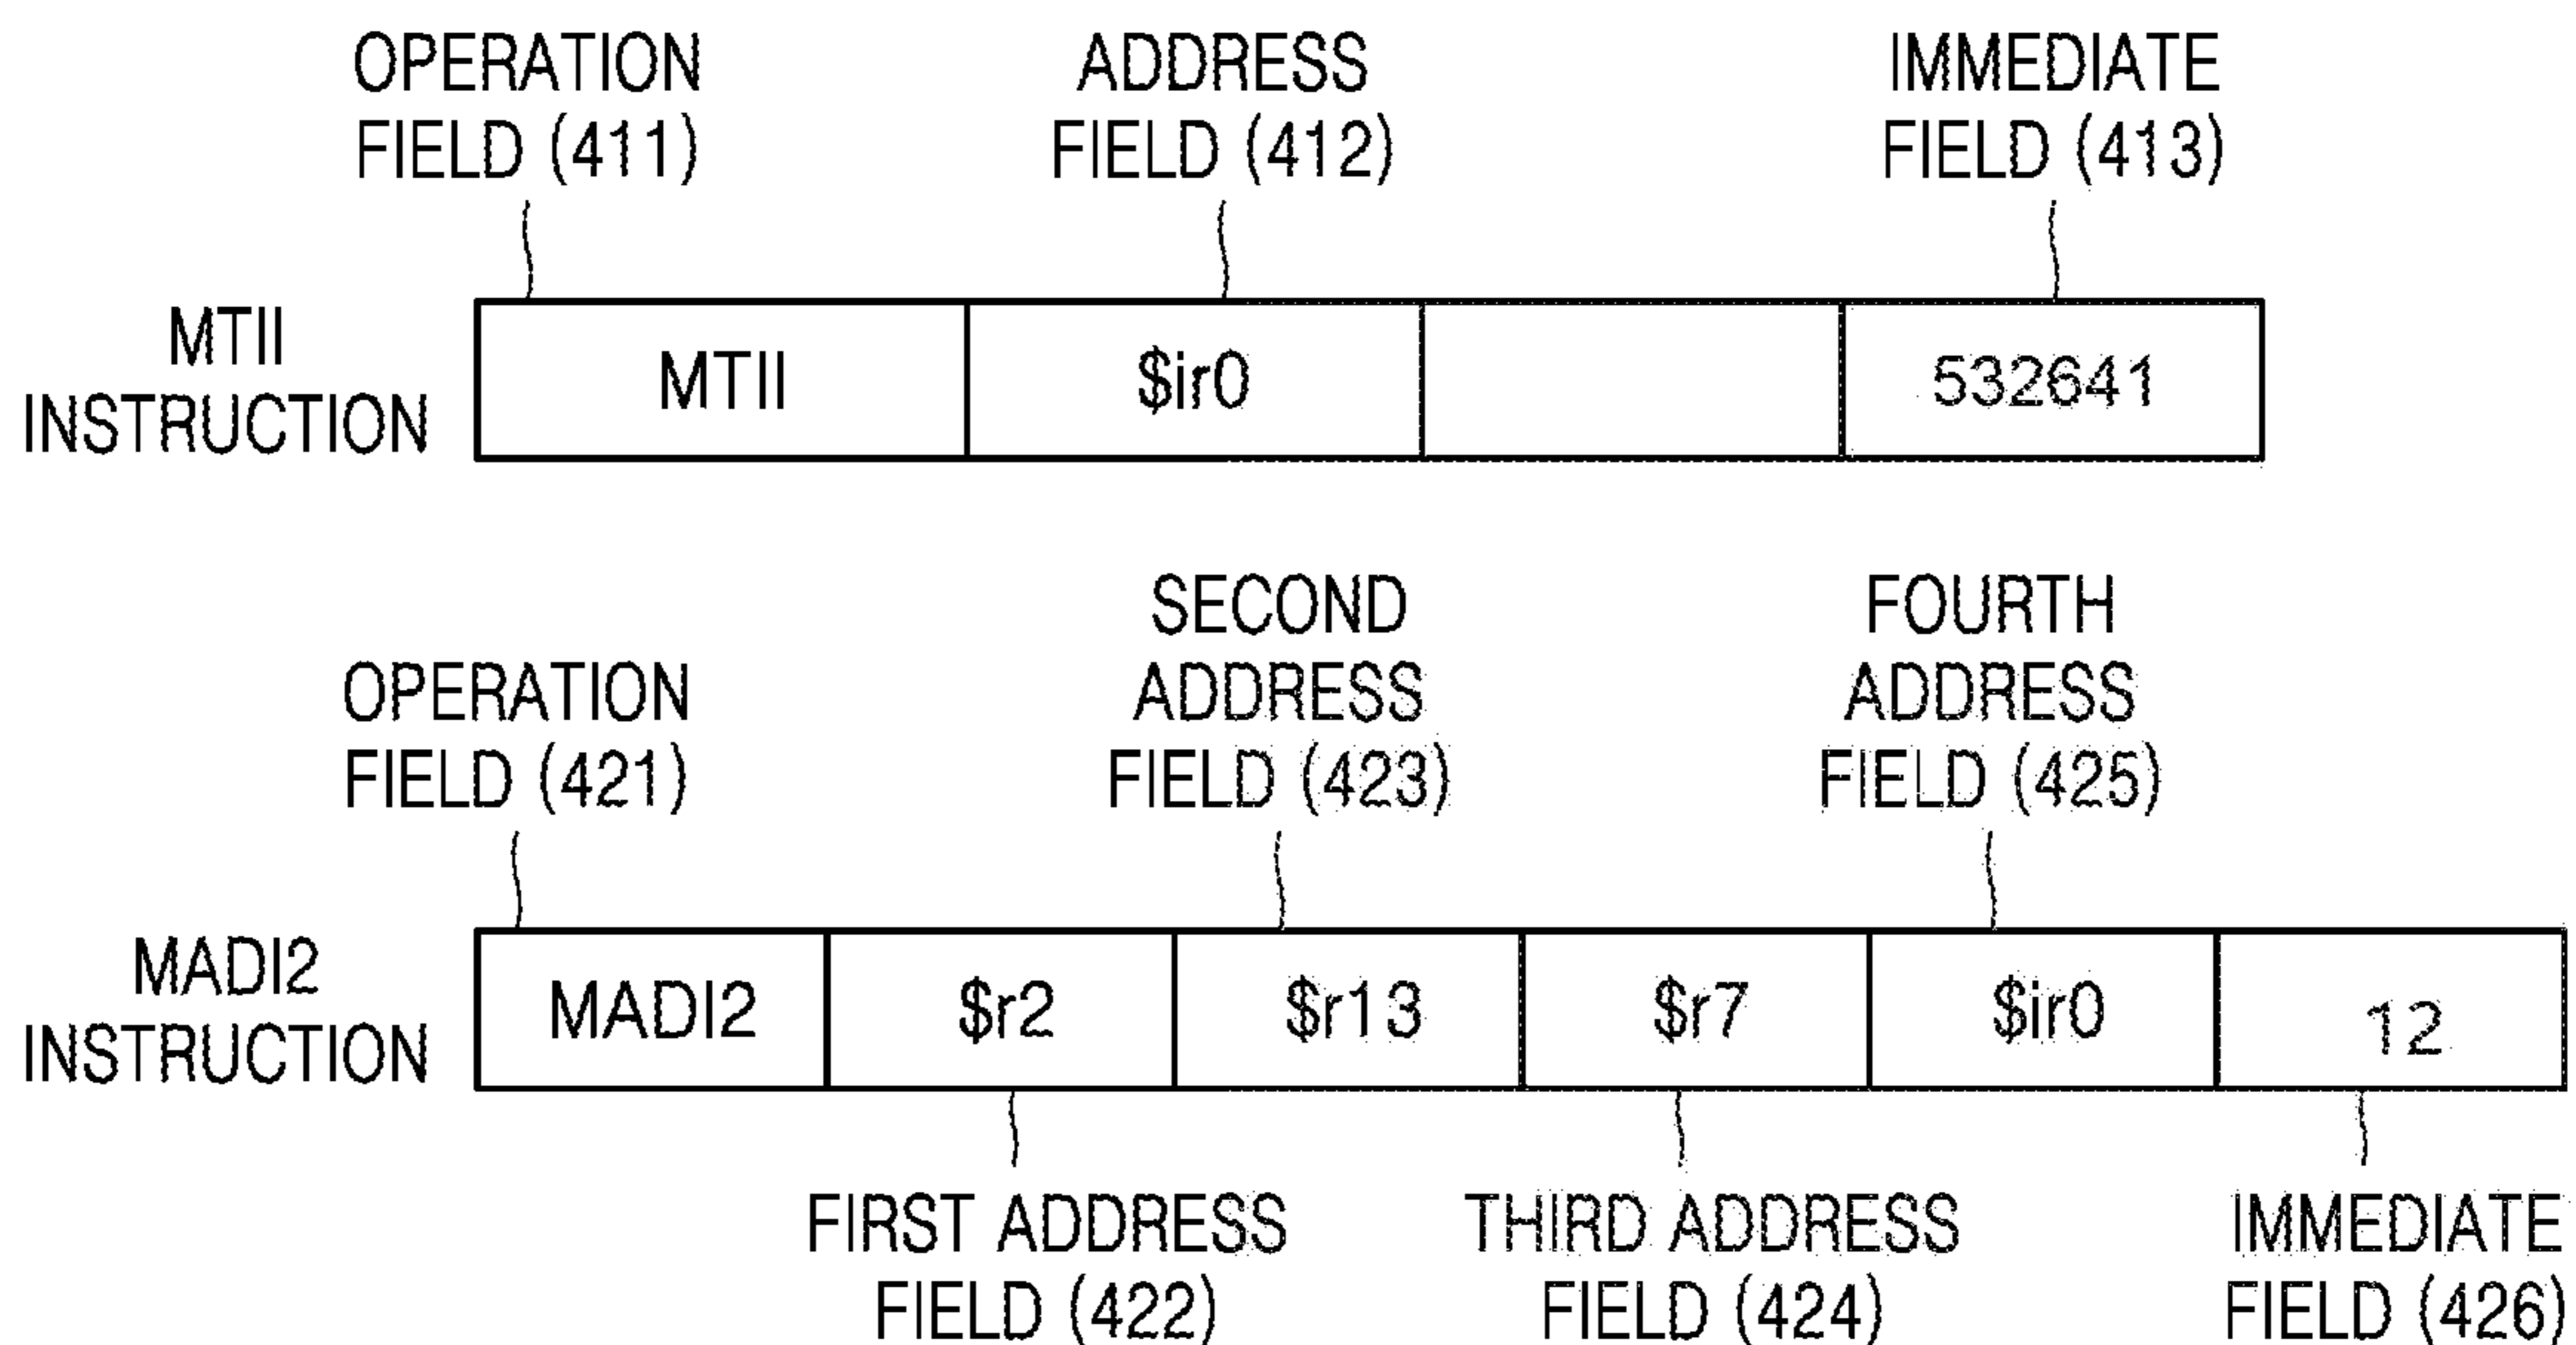 OPERATION
FIELD (411)
ADDRESS
FIELD (412)
IMMEDIATE
FIELD (413)
MTII
INSTRUCTION
MTII
$ir0
532641
OPERATION
FIELD (421)
SECOND
ADDRESS
FIELD (423)
FOURTH
ADDRESS
FIELD (425)
MADI2
INSTRUCTION
MADI2
$r2
$r13
$r7
$ir0
12
FIRST ADDRESS
FIELD (422)
THIRD ADDRESS
FIELD (424)
IMMEDIATE
FIELD (426)